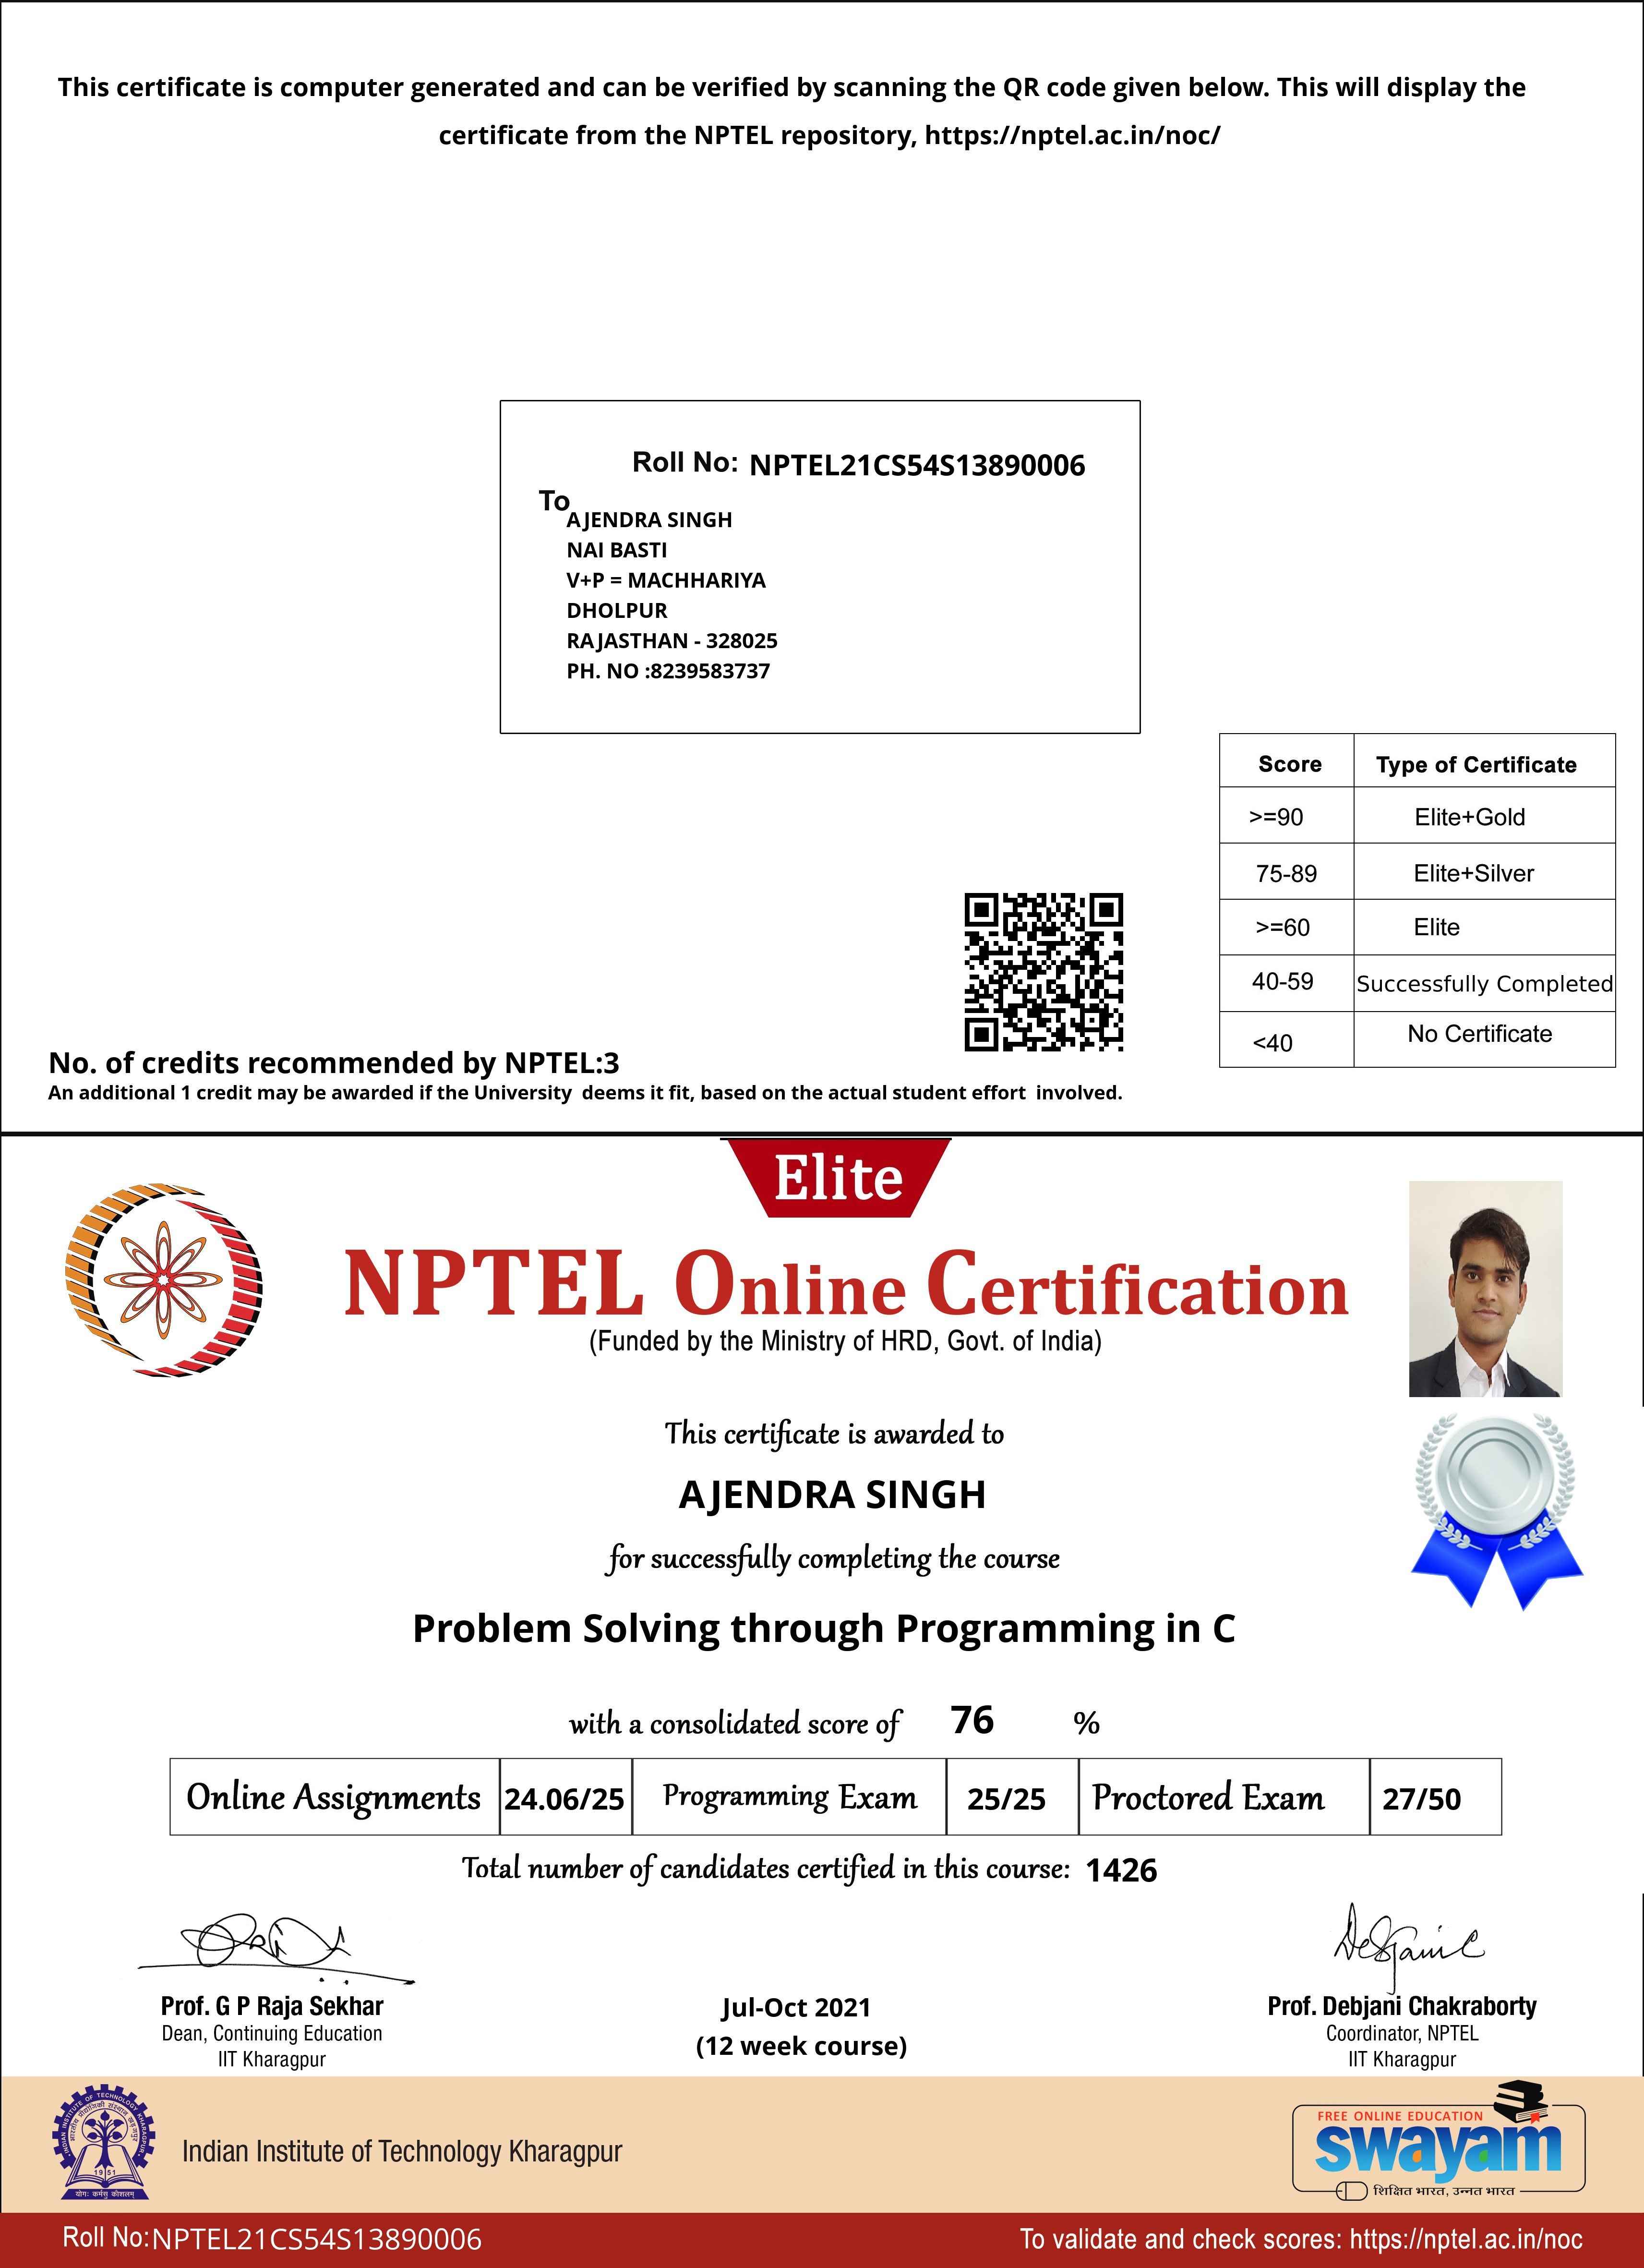 This certificate is computer generated and can be verified by scanning the QR code given below. This will display the
certificate from the NPTEL repository, https://nptel.ac.in/noc/
Roll No: NPTEL21CS54S13890006
To
AJENDRA SINGH
NAI BASTI
V+P = MACHHARIYA
DHOLPUR
RAJASTHAN - 328025
PH. NO :8239583737
Score Type of Certificate
>=90 Elite+Gold
75-89 Elite+Silver
>=60 Elite
40-59 Successfully Completed
<40 No Certificate
No. of credits recommended by NPTEL:3
An additional 1 credit may be awarded if the University deems it fit, based on the actual student effort involved.
Elite
NPTEL Online Certification
(Funded by the Ministry of HRD, Govt. of India)
This certificate is awarded to
AJENDRA SINGH
for successfully completing the course
Problem Solving through Programming in C
with a consolidated score of 76 %
Online Assignments 24.06/25 Programming Exam 25/25 Proctored Exam 27/50
Total number of candidates certified in this course: 1426
Prof. G P Raja Sekhar
Dean, Continuing Education
IIT Kharagpur
Jul-Oct 2021
(12 week course)
Debjani C
Prof. Debjani Chakraborty
Coordinator, NPTEL
IIT Kharagpur
INDIAN INSTITUTE OF TECHNOLOGY KHARAGPUR
भारतीय प्रौद्योगिकी संस्थान खड़गपुर
1951
योगः कर्मसु कौशलम्
Indian Institute of Technology Kharagpur
FREE ONLINE EDUCATION
swayam
शिक्षित भारत, उन्नत भारत
Roll No:NPTEL21CS54S13890006
To validate and check scores: https://nptel.ac.in/noc